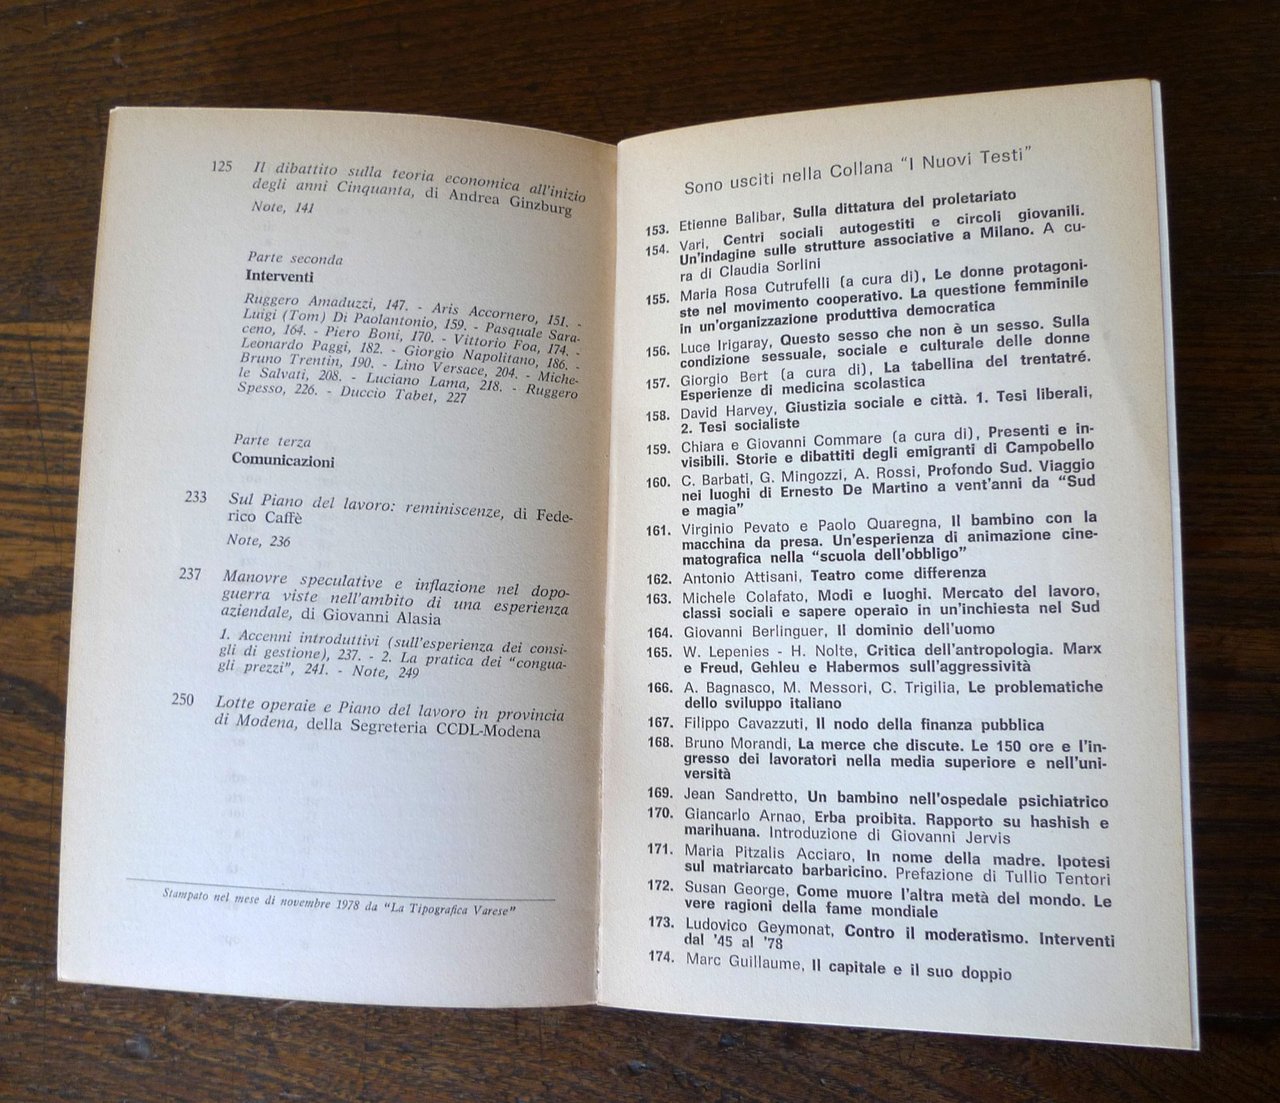 125 Il dibattito sulla teoria economica all'inizio
degli anni Cinquanta, di Andrea Ginzburg
Note, 141
Parte seconda
Interventi
Ruggero Amaduzzi, 147. - Aris Accornero, 151. -
Luigi (Tom) Di Paolantonio, 159. - Pasquale Sara-
ceno, 164. - Piero Boni, 170. - Vittorio Foa, 174. -
Leonardo Paggi, 182. - Giorgio Napolitano, 186. -
Bruno Trentin, 190. - Lino Versace, 204. - Miche-
le Salvati, 208. - Luciano Lama, 218. - Ruggero
Spesso, 226. - Duccio Tabet, 227
Parte terza
Comunicazioni
233 Sul Piano del lavoro: reminiscenze, di Fede-
rico Caffè
Note, 236
237 Manovre speculative e inflazione nel dopo-
guerra viste nell'ambito di una esperienza
aziendale, di Giovanni Alasia
1. Accenni introduttivi (sull'esperienza dei consi-
gli di gestione), 237. - 2. La pratica dei "congua-
gli prezzi", 241. - Note, 249
250 Lotte operaie e Piano del lavoro in provincia
di Modena, della Segreteria CCDL-Modena
Stampato nel mese di novembre 1978 da "La Tipografica Varese"
Sono usciti nella Collana "I Nuovi Testi"
153. Etienne Balibar, Sulla dittatura del proletariato
154. Vari, Centri sociali autogestiti e circoli giovanili.
Un'indagine sulle strutture associative a Milano. A cu-
ra di Claudia Sorlini
155. Maria Rosa Cutrufelli (a cura di), Le donne protagoni-
ste nel movimento cooperativo. La questione femminile
in un'organizzazione produttiva democratica
156. Luce Irigaray, Questo sesso che non è un sesso. Sulla
condizione sessuale, sociale e culturale delle donne
157. Giorgio Bert (a cura di), La tabellina del trentatré.
Esperienze di medicina scolastica
158. David Harvey, Giustizia sociale e città. 1. Tesi liberali,
2. Tesi socialiste
159. Chiara e Giovanni Commare (a cura di), Presenti e in-
visibili. Storie e dibattiti degli emigranti di Campobello
160. C. Barbati, G. Mingozzi, A. Rossi, Profondo Sud. Viaggio
nei luoghi di Ernesto De Martino a vent'anni da "Sud
e magia"
161. Virginio Pevato e Paolo Quaregna, Il bambino con la
macchina da presa. Un'esperienza di animazione cine-
matografica nella "scuola dell'obbligo"
162. Antonio Attisani, Teatro come differenza
163. Michele Colafato, Modi e luoghi. Mercato del lavoro,
classi sociali e sapere operaio in un'inchiesta nel Sud
164. Giovanni Berlinguer, Il dominio dell'uomo
165. W. Lepenies - H. Nolte, Critica dell'antropologia. Marx
e Freud, Gehleu e Habermos sull'aggressività
166. A. Bagnasco, M. Messori, C. Trigilia, Le problematiche
dello sviluppo italiano
167. Filippo Cavazzuti, Il nodo della finanza pubblica
168. Bruno Morandi, La merce che discute. Le 150 ore e l'in-
gresso dei lavoratori nella media superiore e nell'uni-
versità
169. Jean Sandretto, Un bambino nell'ospedale psichiatrico
170. Giancarlo Arnao, Erba proibita. Rapporto su hashish e
marihuana. Introduzione di Giovanni Jervis
171. Maria Pitzalis Acciaro, In nome della madre. Ipotesi
sul matriarcato barbaricino. Prefazione di Tullio Tentori
172. Susan George, Come muore l'altra metà del mondo. Le
vere ragioni della fame mondiale
173. Ludovico Geymonat, Contro il moderatismo. Interventi
dal '45 al '78
174. Marc Guillaume, Il capitale e il suo doppio